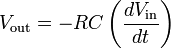 V_out = -RC (dV_in / dt)